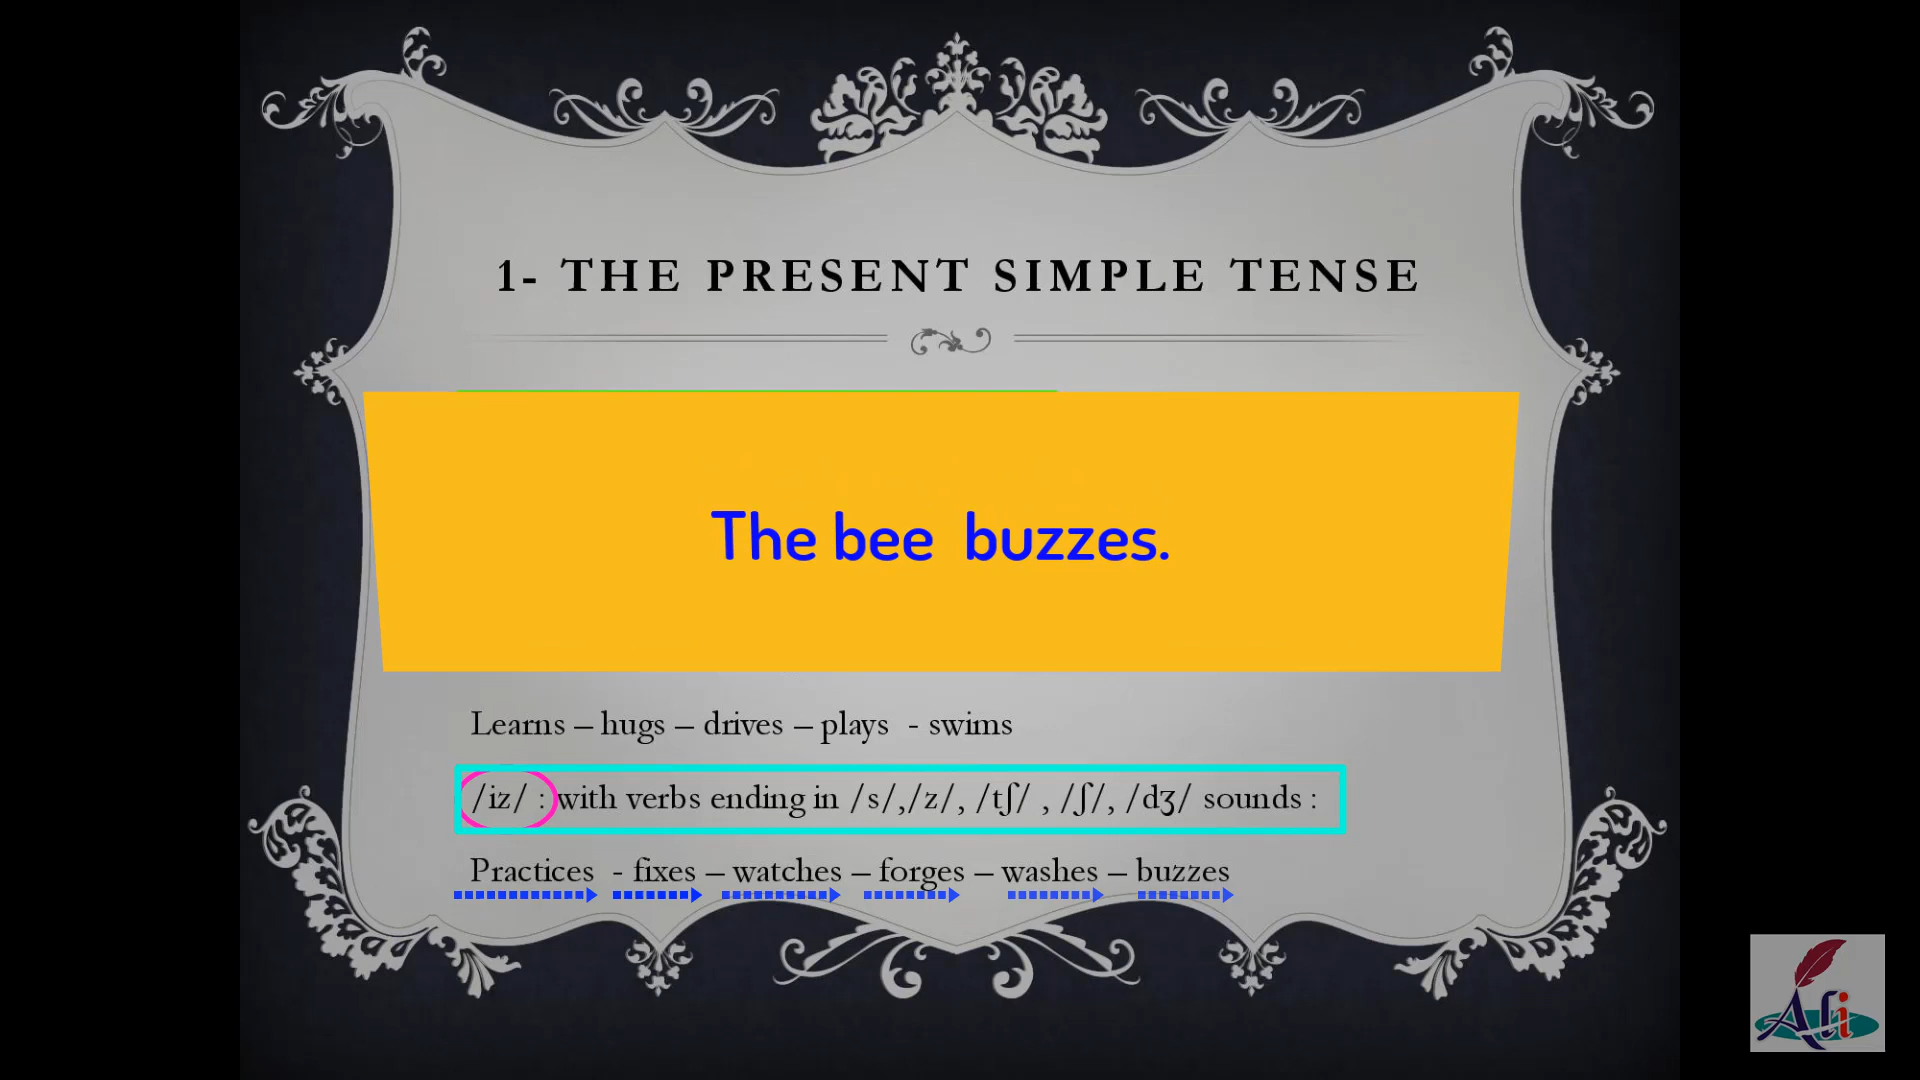 1- THE PRESENT SIMPLE TENSE
The bee buzzes.
Learns – hugs – drives – plays - swims
/iz/ : with verbs ending in /s/,/z/, /tʃ/ , /ʃ/, /dʒ/ sounds :
Practices - fixes – watches – forges – washes – buzzes
Ali